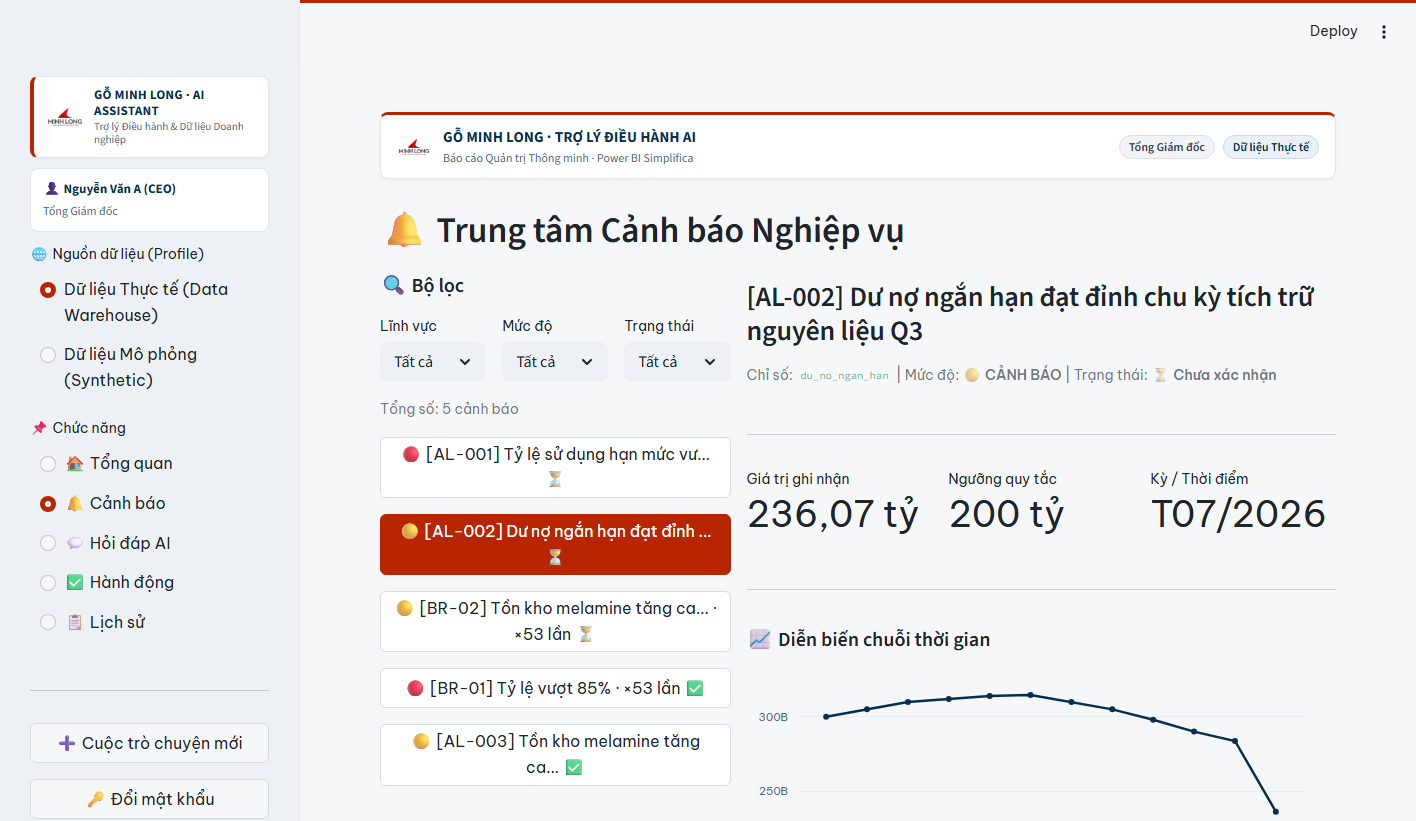 Deploy
GỖ MINH LONG · AI
ASSISTANT
Trợ lý Điều hành & Dữ liệu Doanh
nghiệp
MINH LONG
Nguyễn Văn A (CEO)
Tổng Giám đốc
Nguồn dữ liệu (Profile)
Dữ liệu Thực tế (Data
Warehouse)
Dữ liệu Mô phỏng
(Synthetic)
Chức năng
Tổng quan
Cảnh báo
Hỏi đáp AI
Hành động
Lịch sử
Cuộc trò chuyện mới
Đổi mật khẩu
MINH LONG
GỖ MINH LONG · TRỢ LÝ ĐIỀU HÀNH AI
Báo cáo Quản trị Thông minh · Power BI Simplifica
Tổng Giám đốc
Dữ liệu Thực tế
Trung tâm Cảnh báo Nghiệp vụ
Bộ lọc
Lĩnh vực
Mức độ
Trạng thái
Tất cả
Tất cả
Tất cả
Tổng số: 5 cảnh báo
[AL-001] Tỷ lệ sử dụng hạn mức vư...
[AL-002] Dư nợ ngắn hạn đạt đỉnh ...
[BR-02] Tồn kho melamine tăng ca... ·
×53 lần
[BR-01] Tỷ lệ vượt 85% · ×53 lần
[AL-003] Tồn kho melamine tăng
ca...
[AL-002] Dư nợ ngắn hạn đạt đỉnh chu kỳ tích trữ
nguyên liệu Q3
Chỉ số: du_no_ngan_han | Mức độ: CẢNH BÁO | Trạng thái: Chưa xác nhận
Giá trị ghi nhận
236,07 tỷ
Ngưỡng quy tắc
200 tỷ
Kỳ / Thời điểm
T07/2026
Diễn biến chuỗi thời gian
300B
250B